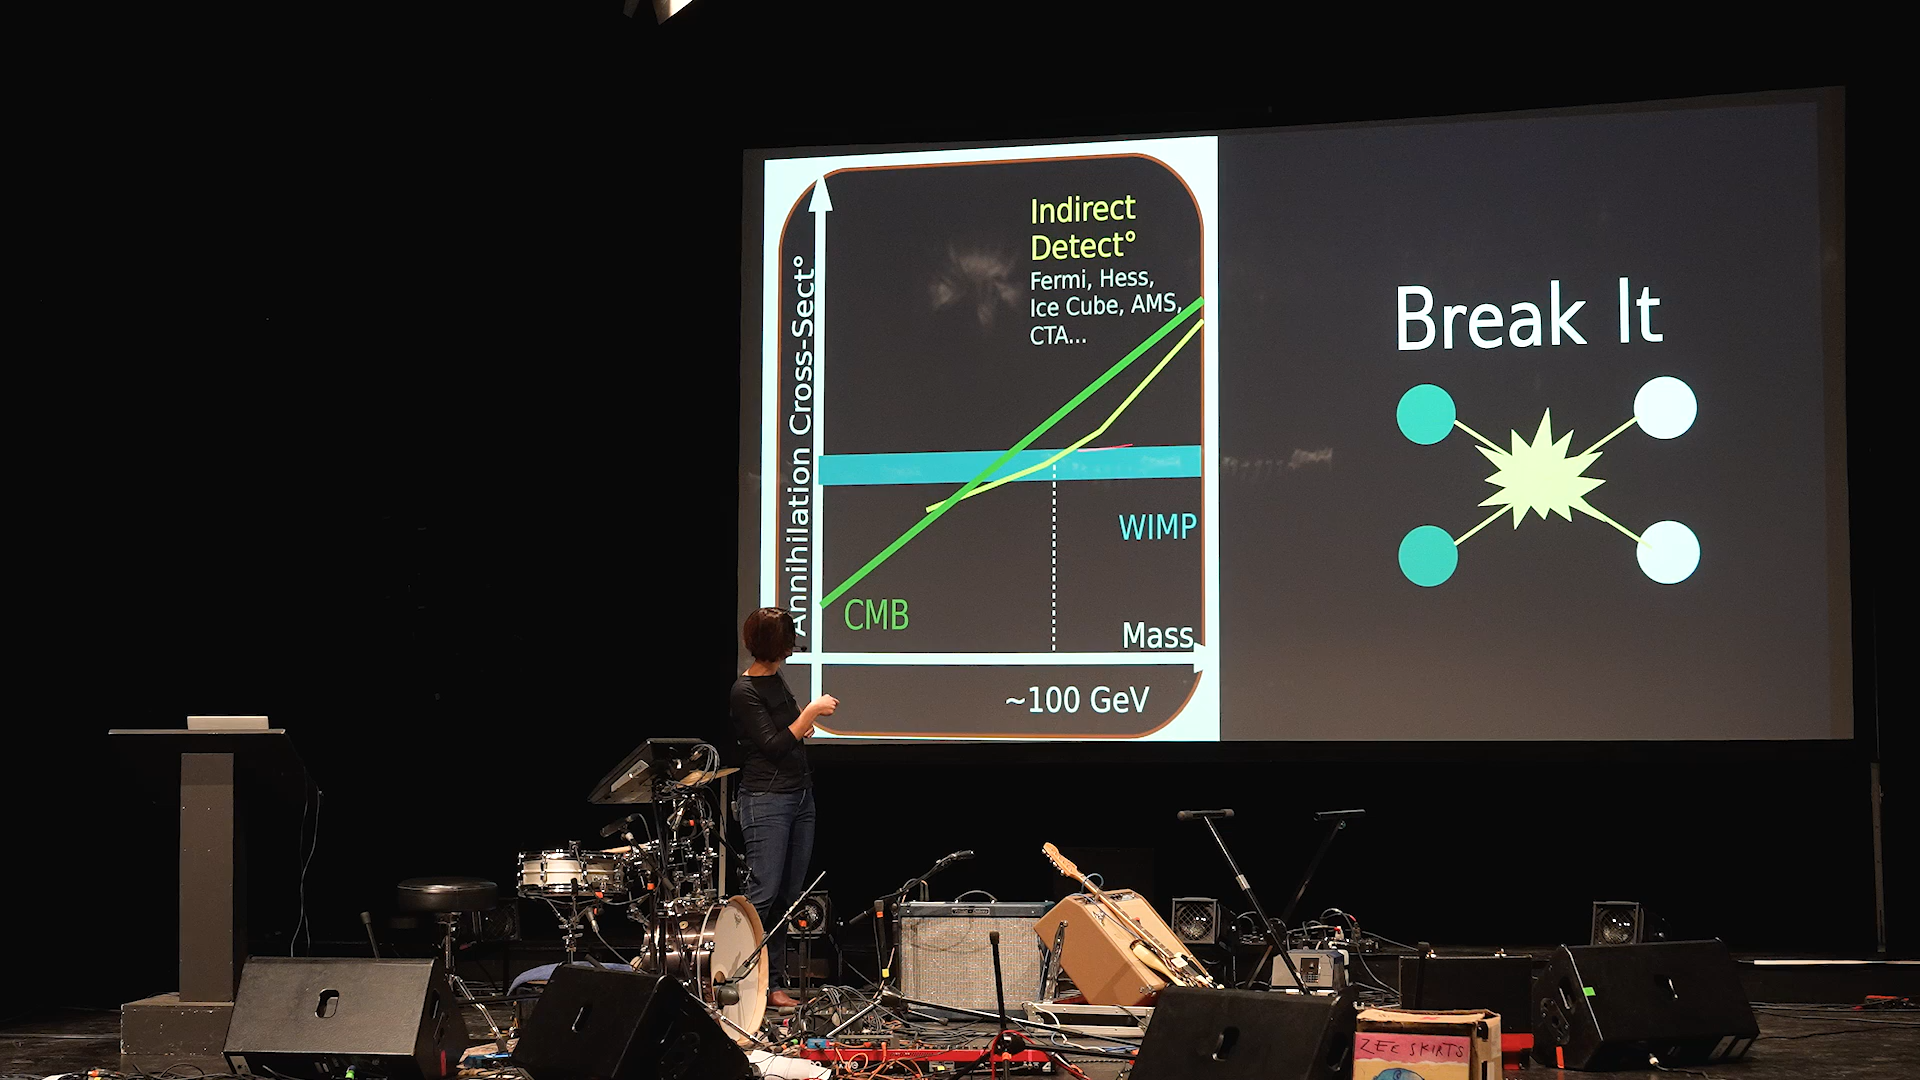 Indirect
Detect°
Fermi, Hess,
Ice Cube, AMS,
CTA...
Annihilation Cross-Sect°
WIMP
CMB
Mass
~100 GeV
Break It
ZEE SKIRTS